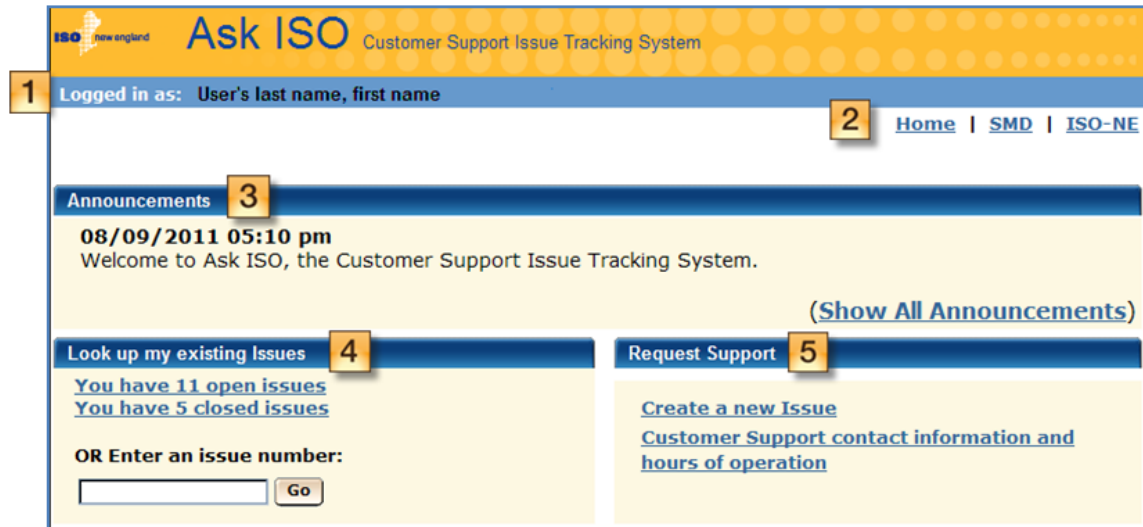 ISO new england
Ask ISO Customer Support Issue Tracking System
1
Logged in as: User's last name, first name
2
Home | SMD | ISO-NE
Announcements 3
08/09/2011 05:10 pm
Welcome to Ask ISO, the Customer Support Issue Tracking System.
(Show All Announcements)
Look up my existing Issues 4
You have 11 open issues
You have 5 closed issues
OR Enter an issue number:
Go
Request Support 5
Create a new Issue
Customer Support contact information and
hours of operation